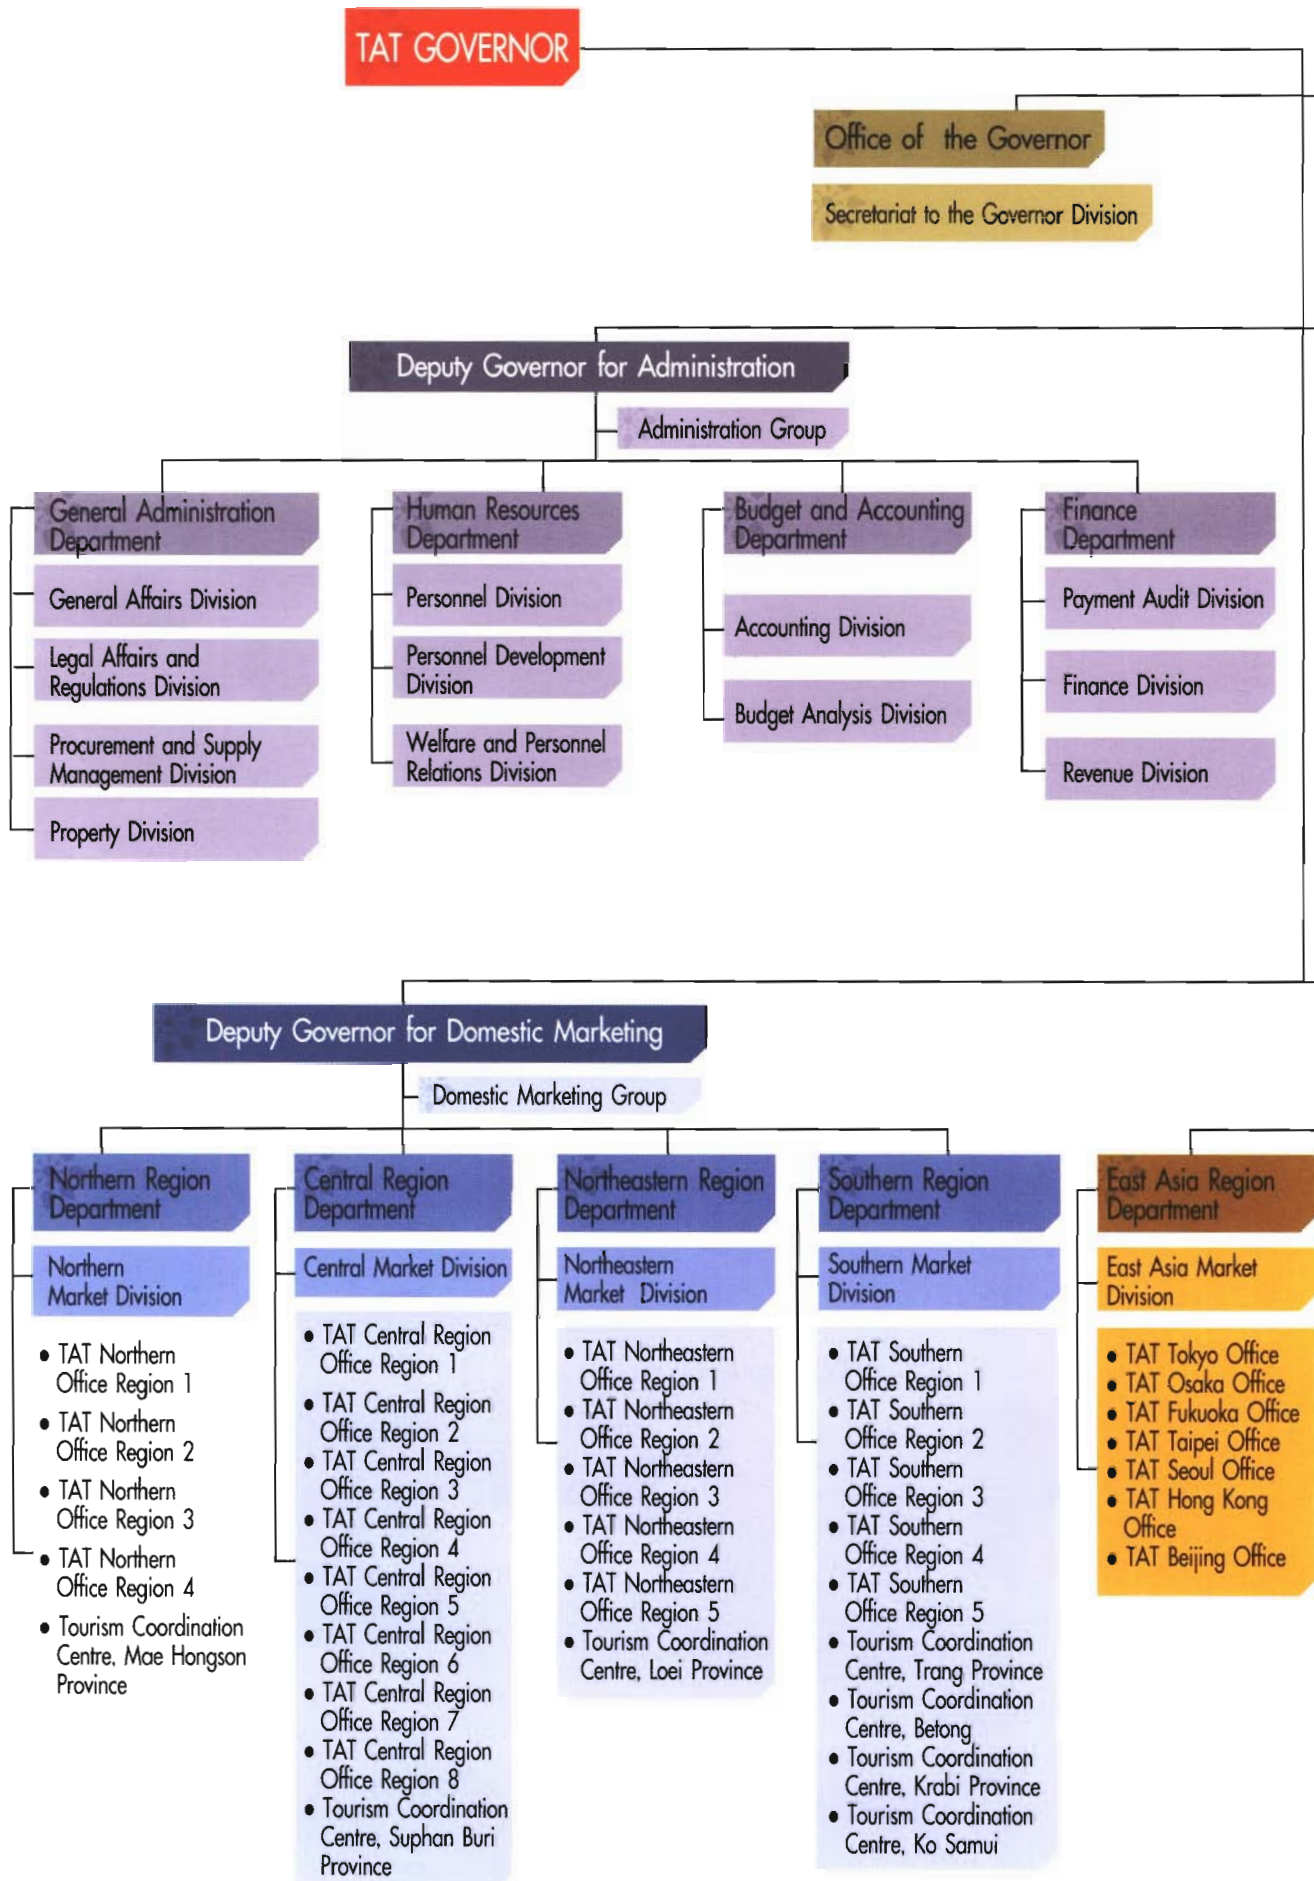 TAT GOVERNOR
Office of the Governor
Secretariat to the Governor Division
Deputy Governor for Administration
Administration Group
General Administration
Department
General Affairs Division
Legal Affairs and
Regulations Division
Procurement and Supply
Management Division
Property Division
Human Resources
Department
Personnel Division
Personnel Development
Division
Welfare and Personnel
Relations Division
Budget and Accounting
Department
Accounting Division
Budget Analysis Division
Finance
Department
Payment Audit Division
Finance Division
Revenue Division
Deputy Governor for Domestic Marketing
Domestic Marketing Group
Northern Region
Department
Northern
Market Division
• TAT Northern
Office Region 1
• TAT Northern
Office Region 2
• TAT Northern
Office Region 3
• TAT Northern
Office Region 4
• Tourism Coordination
Centre, Mae Hongson
Province
Central Region
Department
Central Market Division
• TAT Central Region
Office Region 1
• TAT Central Region
Office Region 2
• TAT Central Region
Office Region 3
• TAT Central Region
Office Region 4
• TAT Central Region
Office Region 5
• TAT Central Region
Office Region 6
• TAT Central Region
Office Region 7
• TAT Central Region
Office Region 8
• Tourism Coordination
Centre, Suphan Buri
Province
Northeastern Region
Department
Northeastern
Market Division
• TAT Northeastern
Office Region 1
• TAT Northeastern
Office Region 2
• TAT Northeastern
Office Region 3
• TAT Northeastern
Office Region 4
• TAT Northeastern
Office Region 5
• Tourism Coordination
Centre, Loei Province
Southern Region
Department
Southern Market
Division
• TAT Southern
Office Region 1
• TAT Southern
Office Region 2
• TAT Southern
Office Region 3
• TAT Southern
Office Region 4
• TAT Southern
Office Region 5
• Tourism Coordination
Centre, Trang Province
• Tourism Coordination
Centre, Betong
• Tourism Coordination
Centre, Krabi Province
• Tourism Coordination
Centre, Ko Samui
East Asia Region
Department
East Asia Market
Division
• TAT Tokyo Office
• TAT Osaka Office
• TAT Fukuoka Office
• TAT Taipei Office
• TAT Seoul Office
• TAT Hong Kong
Office
• TAT Beijing Office